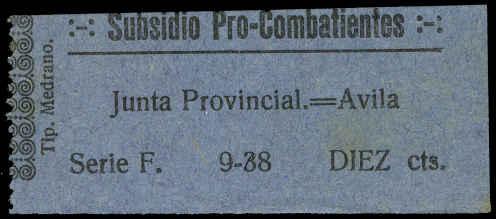 :-: Subsidio Pro-Combatientes :-:
Junta Provincial.=Avila
Serie F. 9-38 DIEZ cts.
Tip. Medrano.